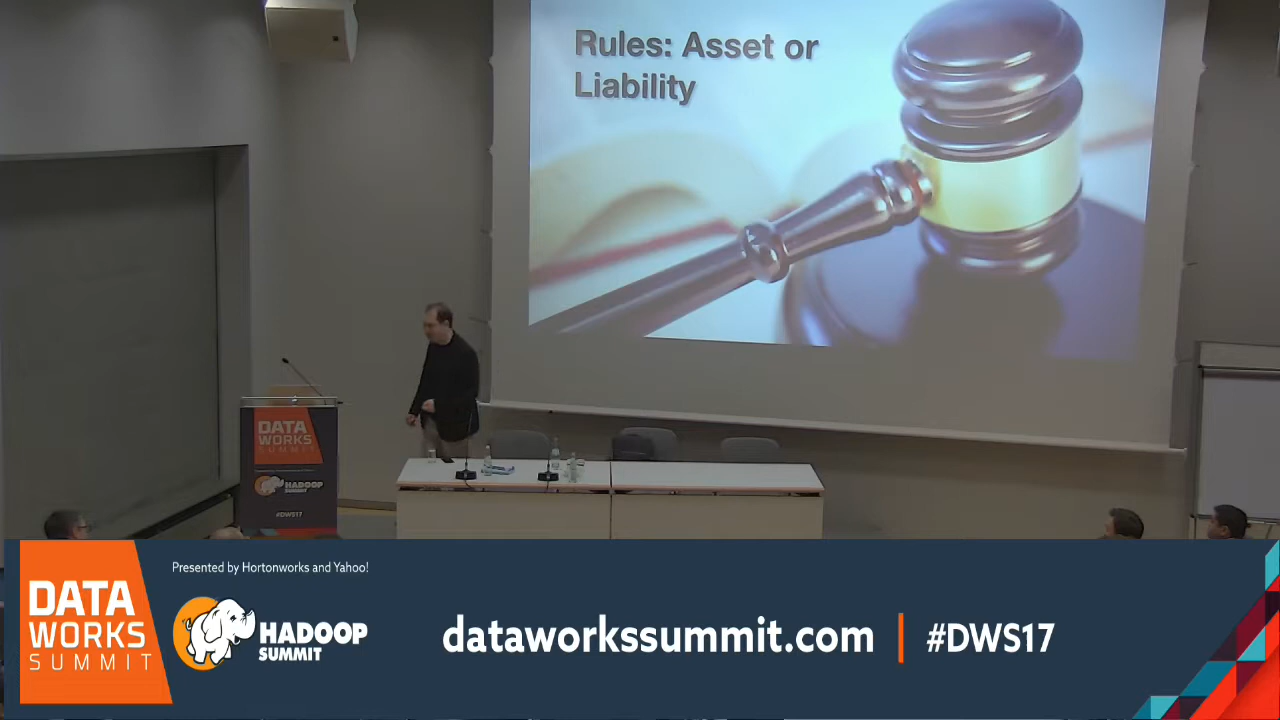 Rules: Asset or
Liability
DATA
WORKS
SUMMIT
HADOOP
SUMMIT
#DWS17
DATA
WORKS
SUMMIT
Presented by Hortonworks and Yahoo!
HADOOP
SUMMIT
dataworkssummit.com | #DWS17